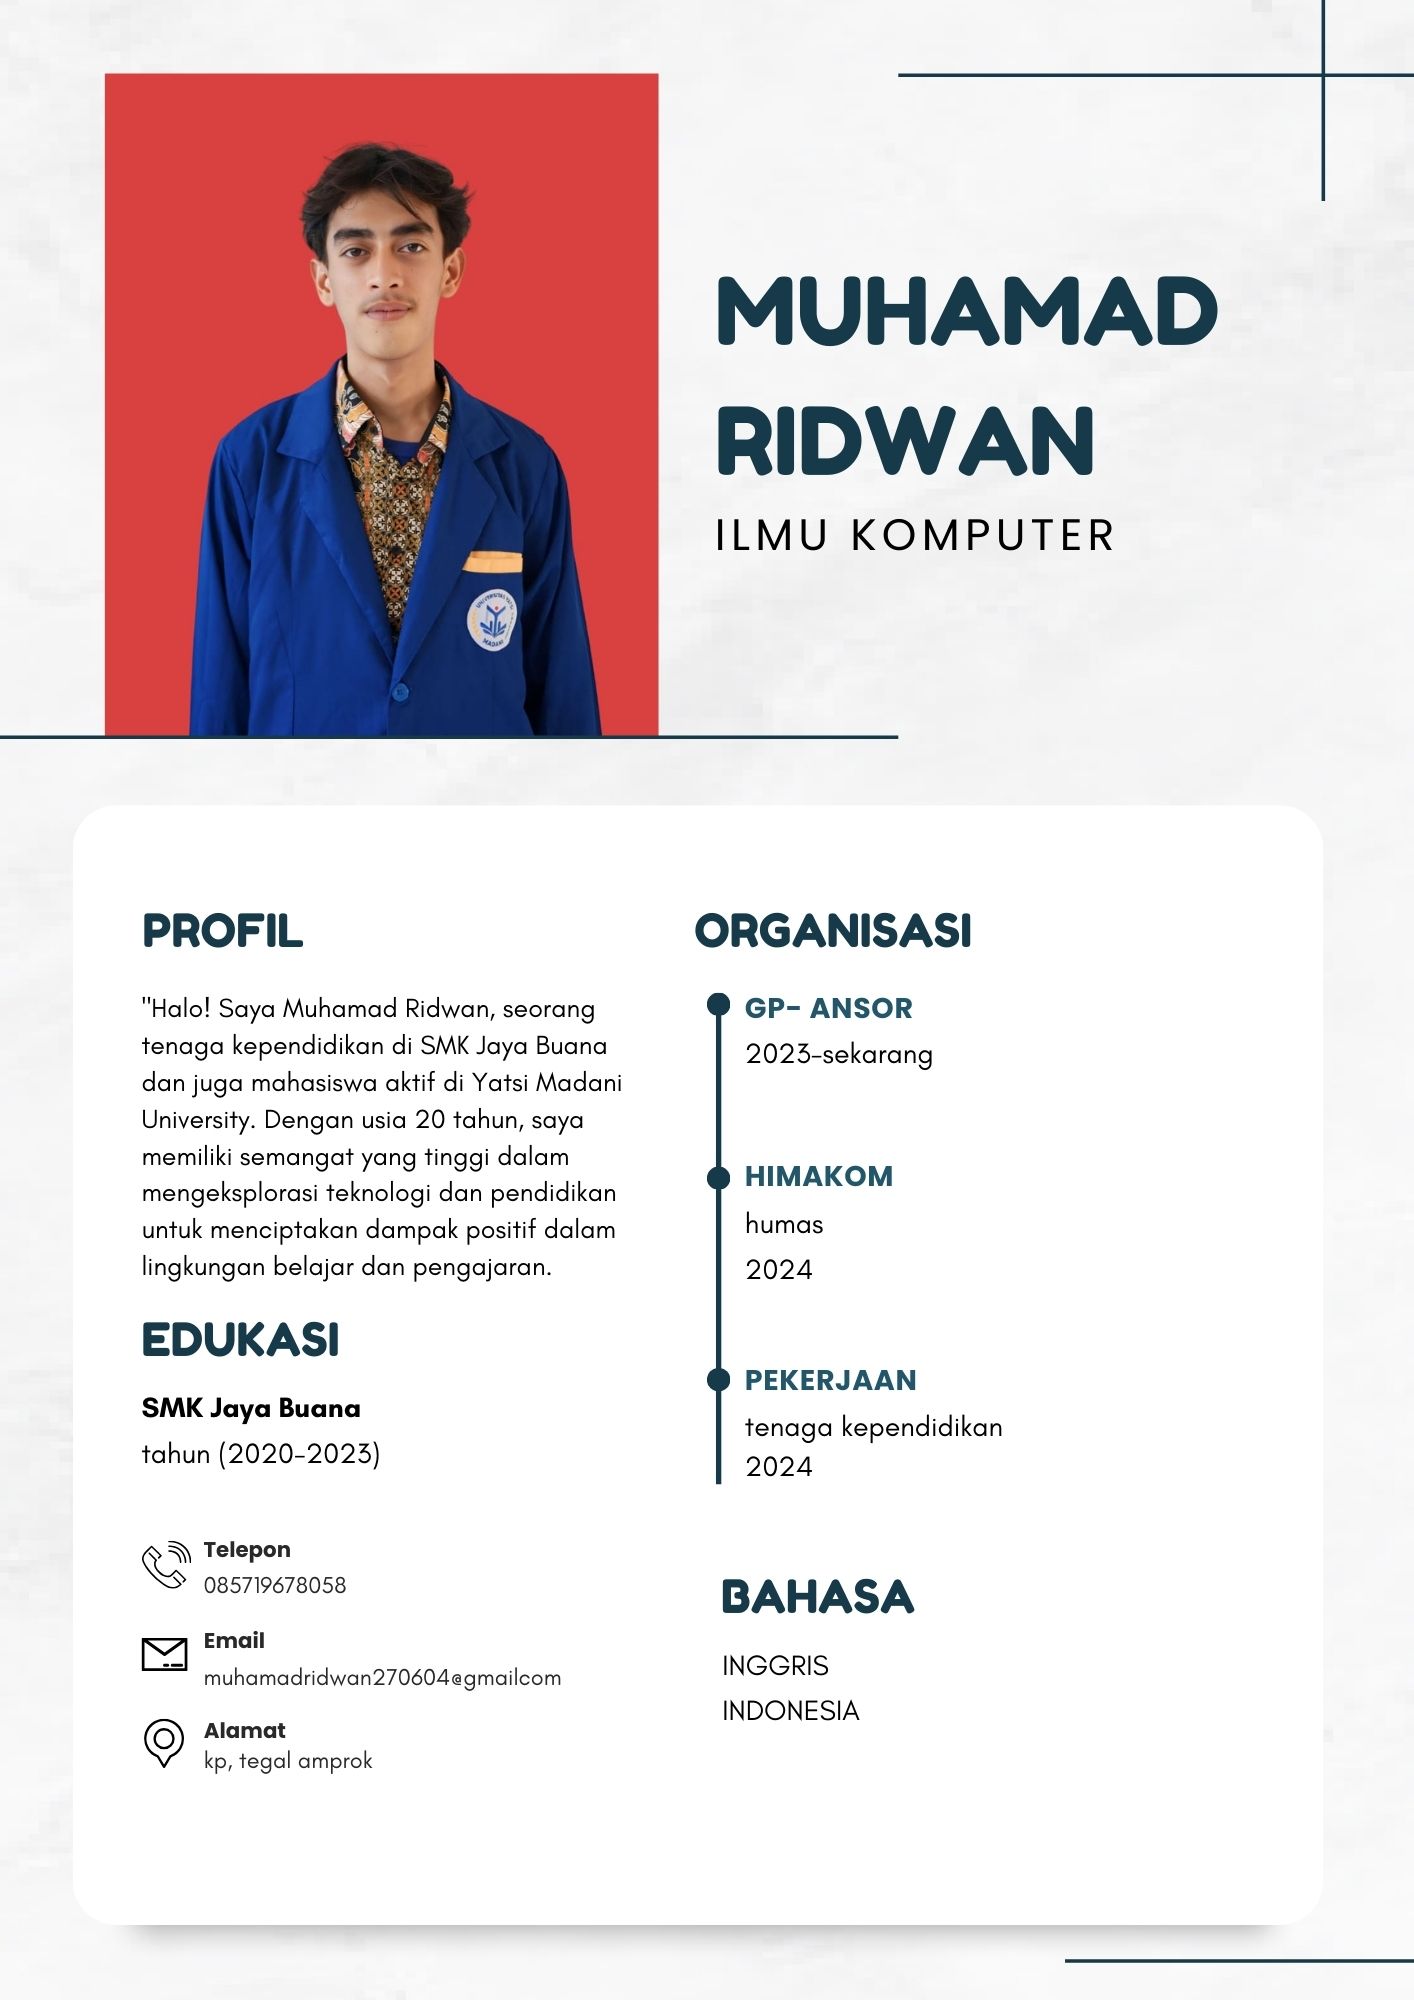 MUHAMAD
RIDWAN
ILMU KOMPUTER
MADANI
PROFIL
"Halo! Saya Muhamad Ridwan, seorang
tenaga kependidikan di SMK Jaya Buana
dan juga mahasiswa aktif di Yatsi Madani
University. Dengan usia 20 tahun, saya
memiliki semangat yang tinggi dalam
mengeksplorasi teknologi dan pendidikan
untuk menciptakan dampak positif dalam
lingkungan belajar dan pengajaran.
EDUKASI
SMK Jaya Buana
tahun (2020-2023)
Telepon
085719678058
Email
muhamadridwan270604@gmailcom
Alamat
kp, tegal amprok
ORGANISASI
GP- ANSOR
2023-sekarang
HIMAKOM
humas
2024
PEKERJAAN
tenaga kependidikan
2024
BAHASA
INGGRIS
INDONESIA